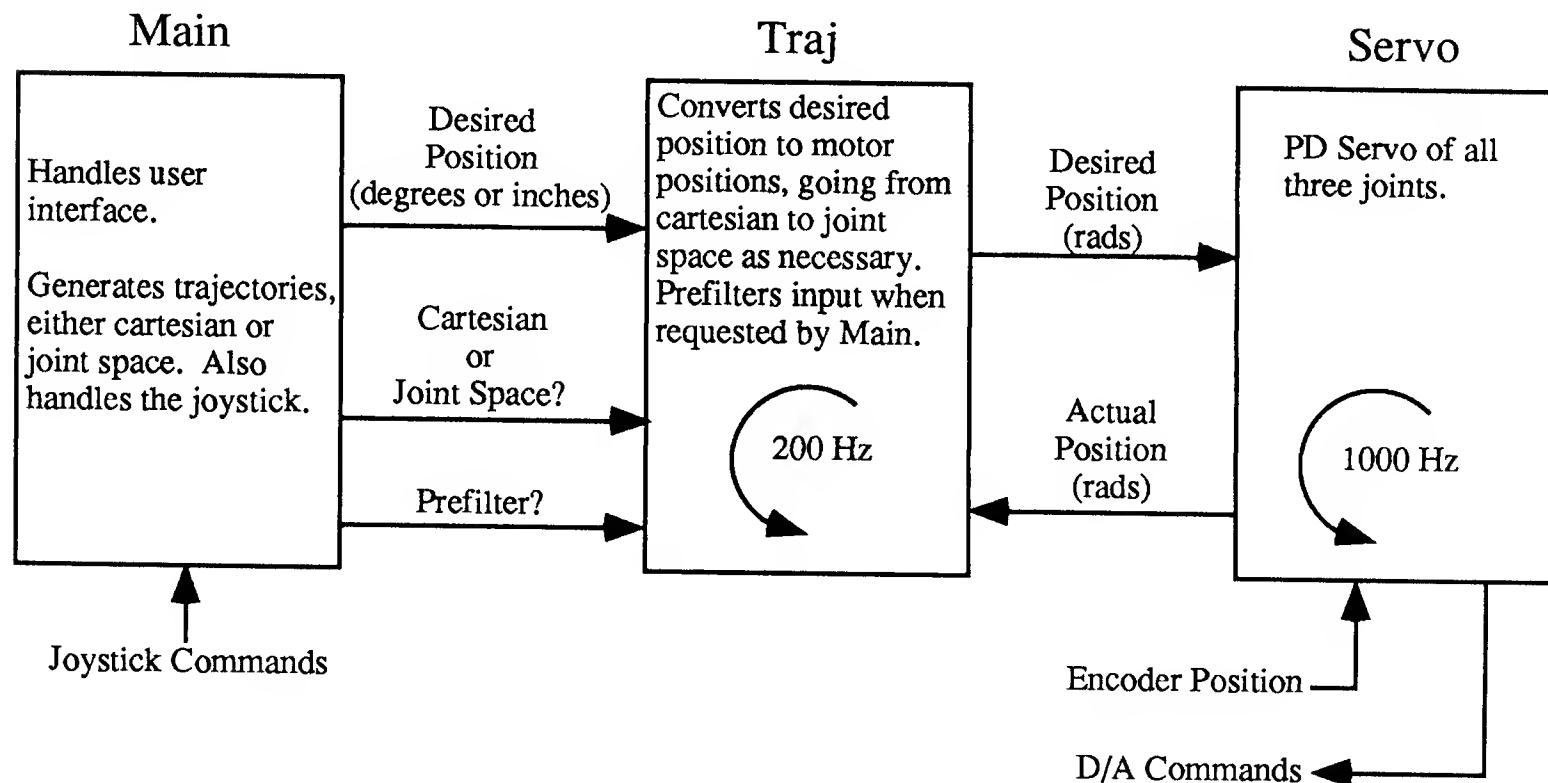 Main
Handles user
interface.
Generates trajectories,
either cartesian or
joint space. Also
handles the joystick.
Joystick Commands
Desired
Position
(degrees or inches)
Cartesian
or
Joint Space?
Prefilter?
Traj
Converts desired
position to motor
positions, going from
cartesian to joint
space as necessary.
Prefilters input when
requested by Main.
200 Hz
Desired
Position
(rads)
Actual
Position
(rads)
Servo
PD Servo of all
three joints.
1000 Hz
Encoder Position
D/A Commands